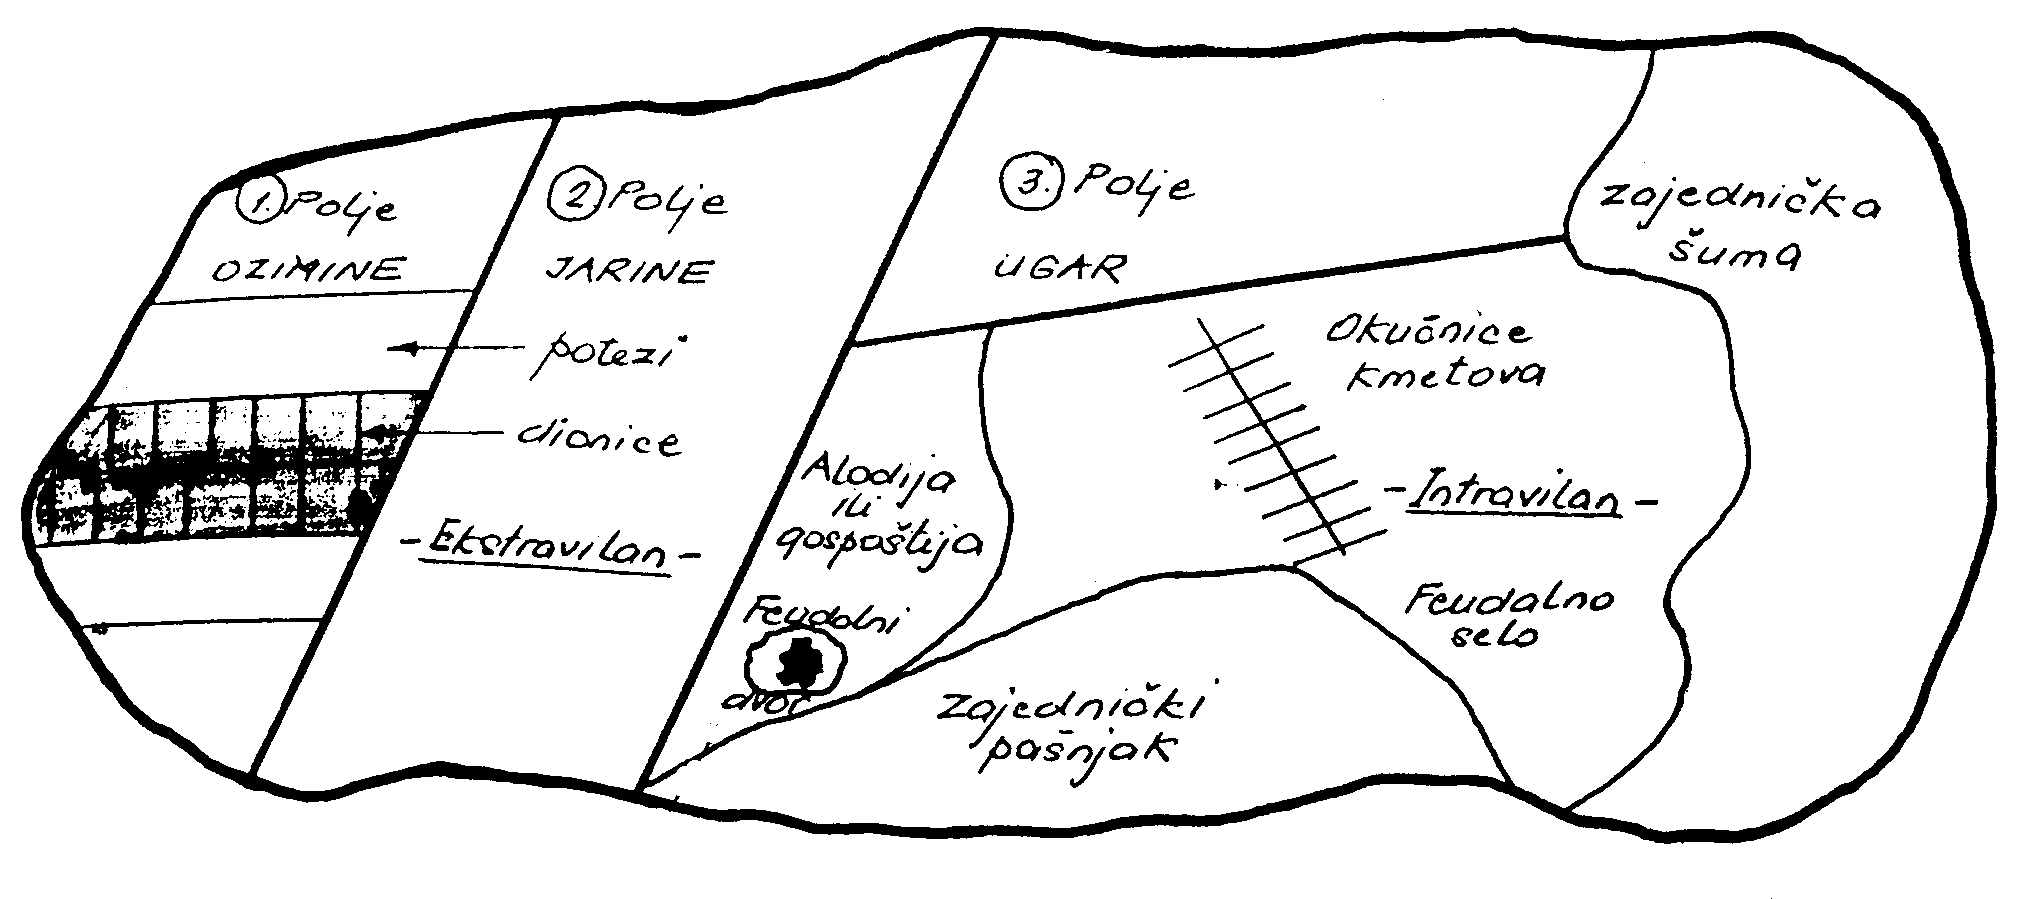 1. Polje
OZIMINE
2 Polje
JARINE
potezi
dionice
- Ekstravilan -
3. Polje
UGAR
zajednička
šuma
Okućnice
kmetova
- Intravilan -
Feudalno
selo
Alodija
ili
gospoštija
Feudalni
dvor
Zajednički
pašnjak